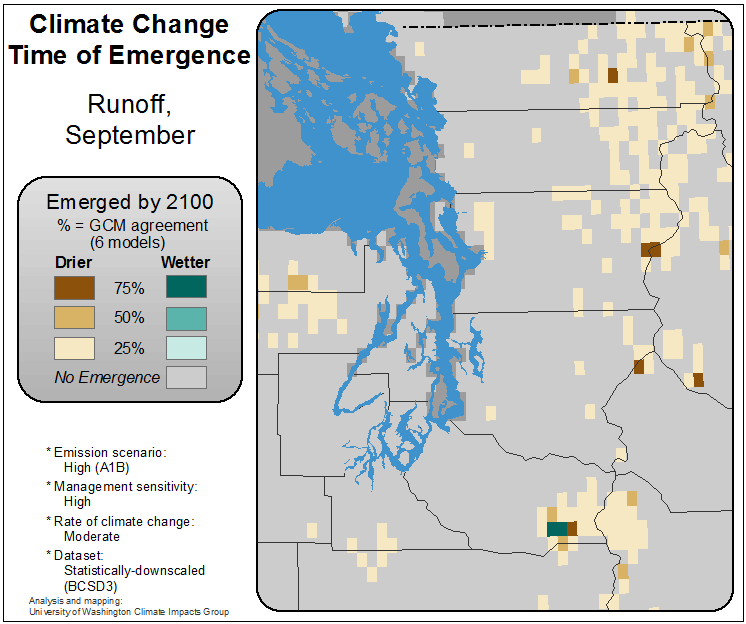 Climate Change
Time of Emergence
Runoff,
September
Emerged by 2100
% = GCM agreement
(6 models)
Drier Wetter
75%
50%
25%
No Emergence
* Emission scenario:
High (A1B)
* Management sensitivity:
High
* Rate of climate change:
Moderate
* Dataset:
Statistically-downscaled
(BCSD3)
Analysis and mapping:
University of Washington Climate Impacts Group